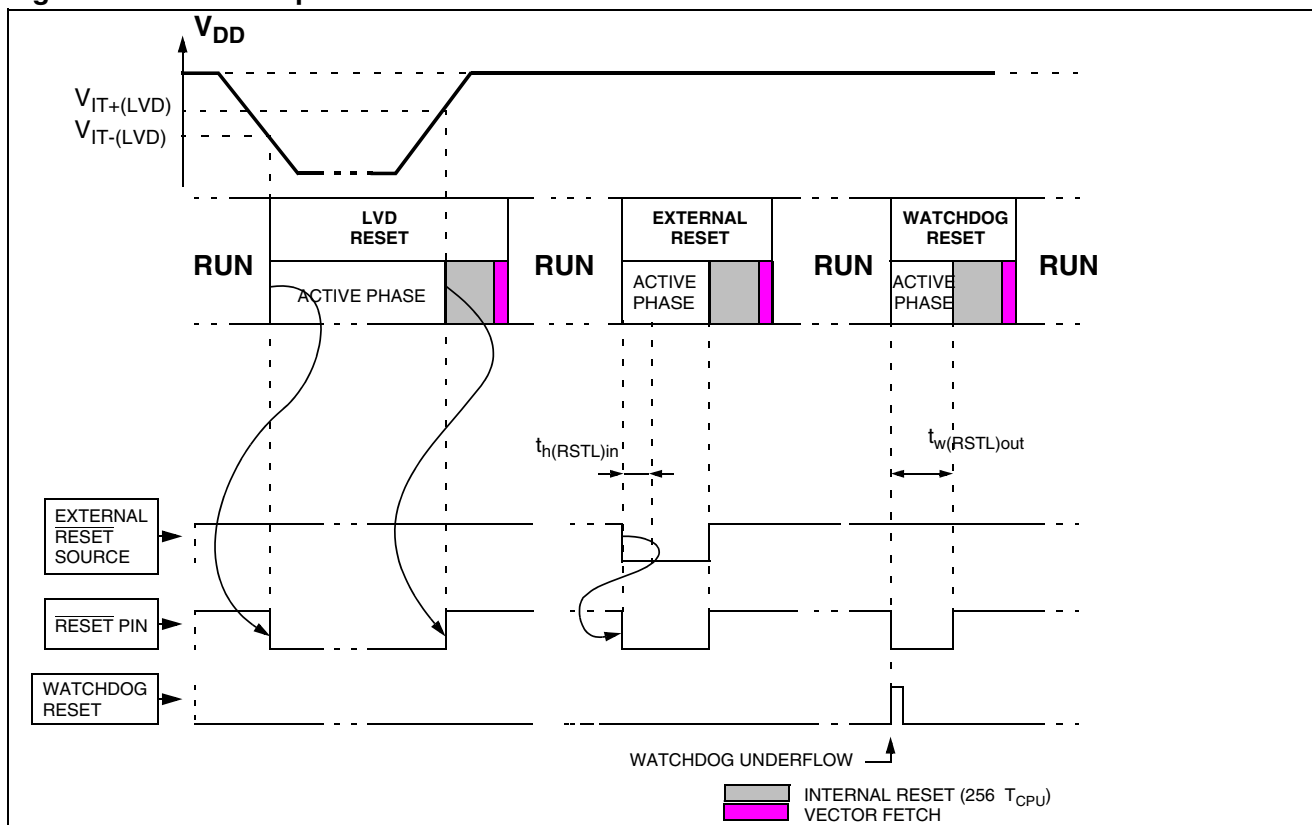 VDD
VIT+(LVD)
VIT-(LVD)
LVD
RESET
EXTERNAL
RESET
WATCHDOG
RESET
RUN
RUN
RUN
RUN
ACTIVE PHASE
ACTIVE
PHASE
ACTIVE
PHASE
th(RSTL)in
tw(RSTL)out
EXTERNAL
RESET
SOURCE
RESET PIN
WATCHDOG
RESET
WATCHDOG UNDERFLOW
INTERNAL RESET (256 TCPU)
VECTOR FETCH